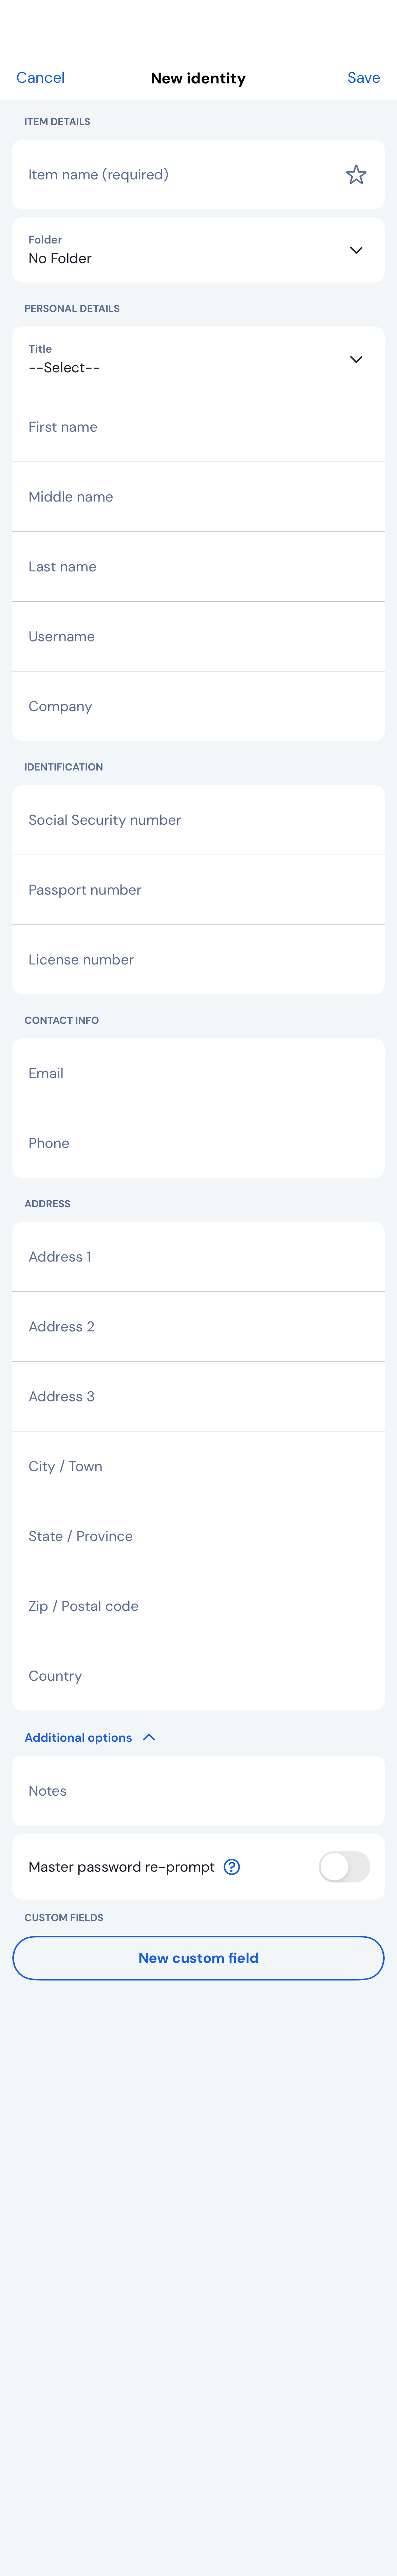 Cancel New identity Save
ITEM DETAILS
Item name (required)
Folder
No Folder
PERSONAL DETAILS
Title
--Select--
First name
Middle name
Last name
Username
Company
IDENTIFICATION
Social Security number
Passport number
License number
CONTACT INFO
Email
Phone
ADDRESS
Address 1
Address 2
Address 3
City / Town
State / Province
Zip / Postal code
Country
Additional options
Notes
Master password re-prompt
CUSTOM FIELDS
New custom field